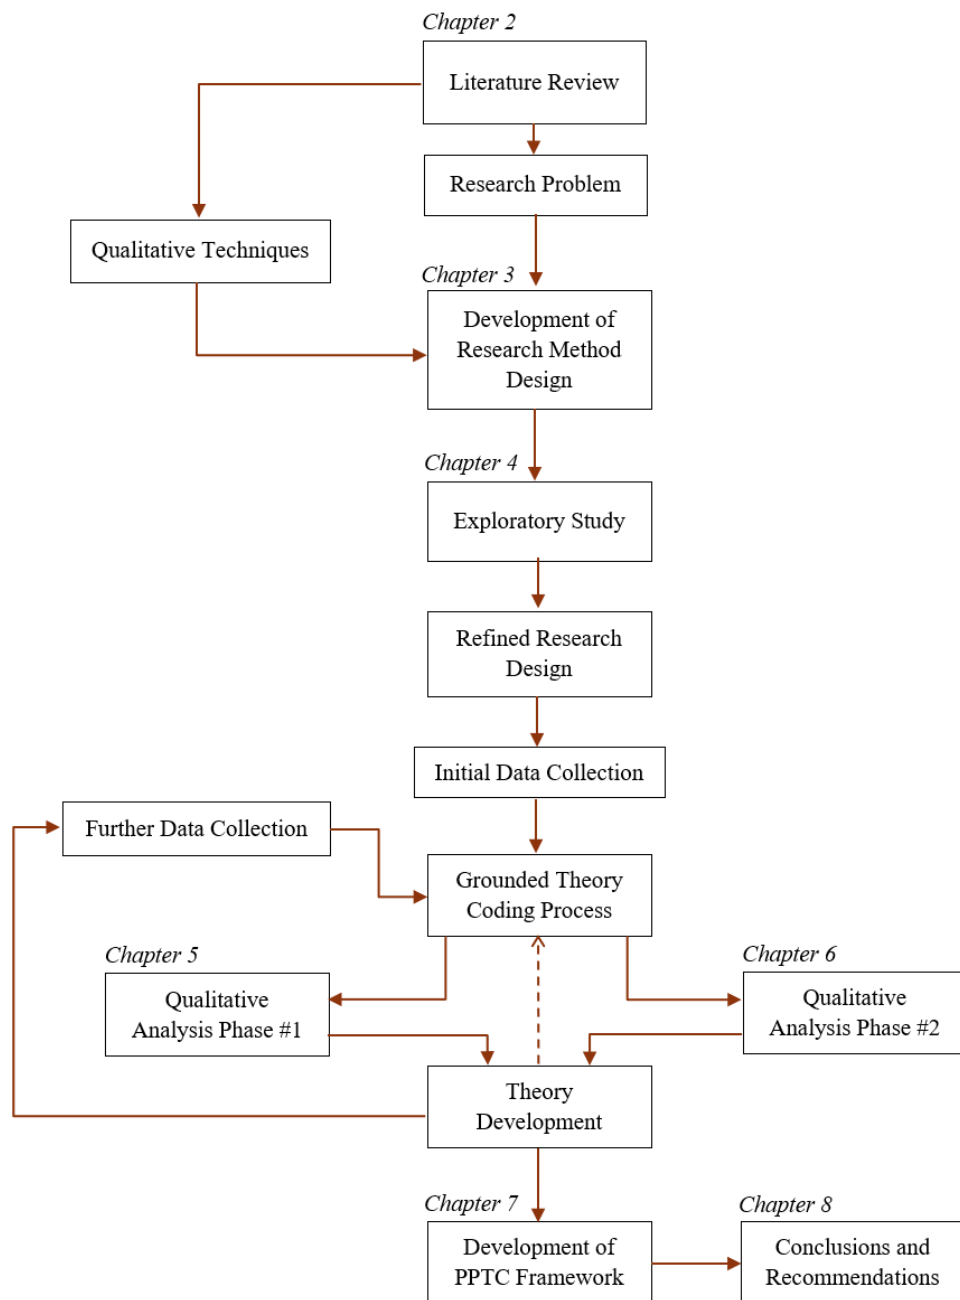 Chapter 2
Literature Review
Research Problem
Qualitative Techniques
Chapter 3
Development of
Research Method
Design
Chapter 4
Exploratory Study
Refined Research
Design
Initial Data Collection
Further Data Collection
Grounded Theory
Coding Process
Chapter 5
Qualitative
Analysis Phase #1
Chapter 6
Qualitative
Analysis Phase #2
Theory
Development
Chapter 7
Development of
PPTC Framework
Chapter 8
Conclusions and
Recommendations